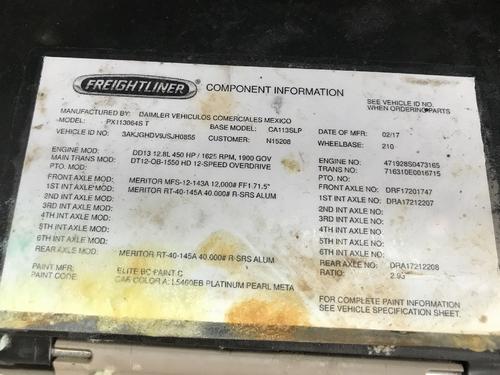 FREIGHTLINER
COMPONENT INFORMATION
SEE VEHICLE ID NO.
WHEN ORDERING PARTS
MANUFACTURED BY: DAIMLER VEHICULOS COMERCIALES MEXICO
MODEL: PX113064S T BASE MODEL: CA113SLP MFD: 02/17
VEHICLE ID NO: 3AKJGHDV9JSJH0855 CUSTOMER: N15208 WHEELBASE: 210
ENGINE MOD: DD13 12.8L 450 HP / 1625 RPM, 1900 GOV ENGINE NO: 471928S0473165
MAIN TRANS MOD: DT12-OB-1550 HD 12-SPEED OVERDRIVE TRANS NO: 716310E0016715
PTO. MOD: PTO. NO:
FRONT AXLE MOD: MERITOR MFS-12-143A 12,000# FF1 71.5" FRONT AXLE NO: DRF17201747
1ST INT AXLE MOD: MERITOR RT-40-145A 40,000# R-SRS ALUM 1ST INT AXLE NO: DRA17212207
2ND INT AXLE MOD: 2ND INT AXLE NO:
3RD INT AXLE MOD: 3RD INT AXLE NO:
4TH INT AXLE MOD: 4TH INT AXLE NO:
5TH INT AXLE MOD: 5TH INT AXLE NO:
6TH INT AXLE MOD: 6TH INT AXLE NO:
REAR AXLE MOD: MERITOR RT-40-145A 40,000# R-SRS ALUM REAR AXLE NO: DRA17212208
RATIO: 2.93
PAINT MFR: ELITE BC PAINT C
PAINT CODE: CAB COLOR A: L5460EB PLATINUM PEARL META
FOR COMPLETE PAINT INFORMATION
SEE VEHICLE SPECIFICATION SHEET.